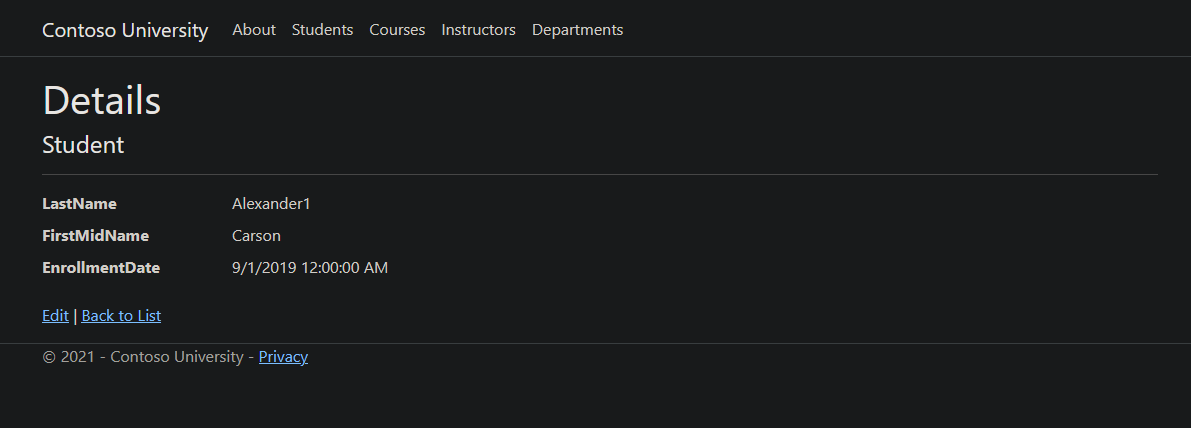 Contoso University About Students Courses Instructors Departments
Details
Student
LastName Alexander1
FirstMidName Carson
EnrollmentDate 9/1/2019 12:00:00 AM
Edit | Back to List
© 2021 - Contoso University - Privacy